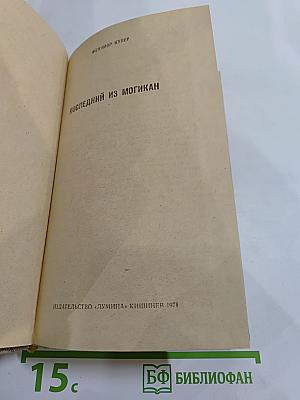 ФЕНИМОР КУПЕР
ПОСЛЕДНИЙ ИЗ МОГИКАН
ИЗДАТЕЛЬСТВО «ЛУМИНА» КИШИНЕВ 1978
15с
БФ БИБЛИОФАН